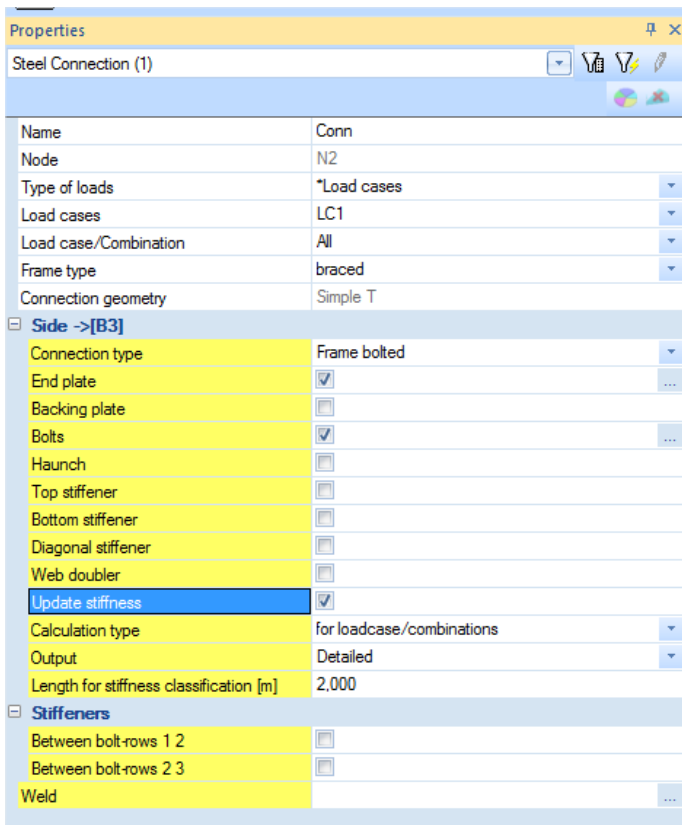 Properties
Steel Connection (1)
Name Conn
Node N2
Type of loads *Load cases
Load cases LC1
Load case/Combination All
Frame type braced
Connection geometry Simple T
Side ->[B3]
Connection type Frame bolted
End plate ...
Backing plate
Bolts ...
Haunch
Top stiffener
Bottom stiffener
Diagonal stiffener
Web doubler
Update stiffness
Calculation type for loadcase/combinations
Output Detailed
Length for stiffness classification [m] 2,000
Stiffeners
Between bolt-rows 1 2
Between bolt-rows 2 3
Weld ...